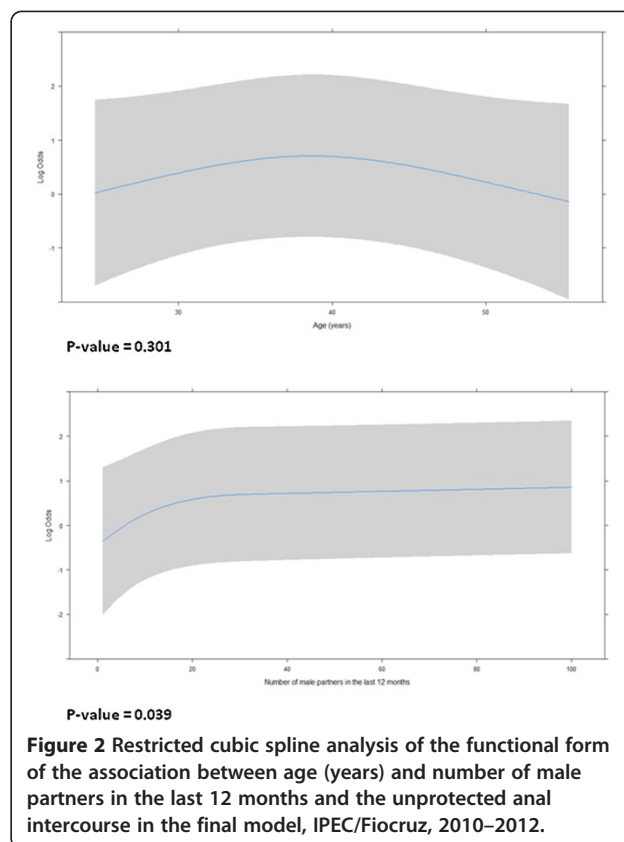 2
1
0
-1
Log Odds
30
40
50
Age (years)
P-value = 0.301
2
1
0
-1
-2
Log Odds
0
20
40
60
80
100
Number of male partners in the last 12 months
P-value = 0.039
Figure 2 Restricted cubic spline analysis of the functional form
of the association between age (years) and number of male
partners in the last 12 months and the unprotected anal
intercourse in the final model, IPEC/Fiocruz, 2010–2012.